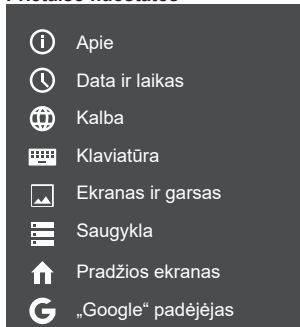 Apie
Data ir laikas
Kalba
Klaviatūra
Ekranas ir garsas
Saugykla
Pradžios ekranas
„Google“ padėjėjas